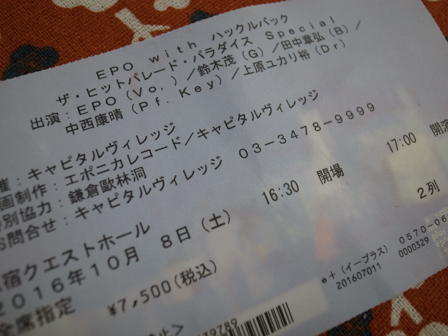 EPO with ハックルバック
ザ・ヒットパレード・パラダイス Special
出演：EPO（Vo.）／鈴木茂（G）／田中章弘（B）／
中西康晴（Pf. Key）／上原ユカリ裕（Dr）
催：キャピタルヴィレッジ
画制作：エポニカレコード／キャピタルヴィレッジ
別協力：鎌倉歐林洞
お問合せ：キャピタルヴィレッジ 03-3478-9999
宿クエストホール
2016年10月 8日（土） 16:30 開場 17:00 開演
全席指定 2列
¥7,500（税込）
e＋（イープラス） 0570-0
201607011 0000329
39789